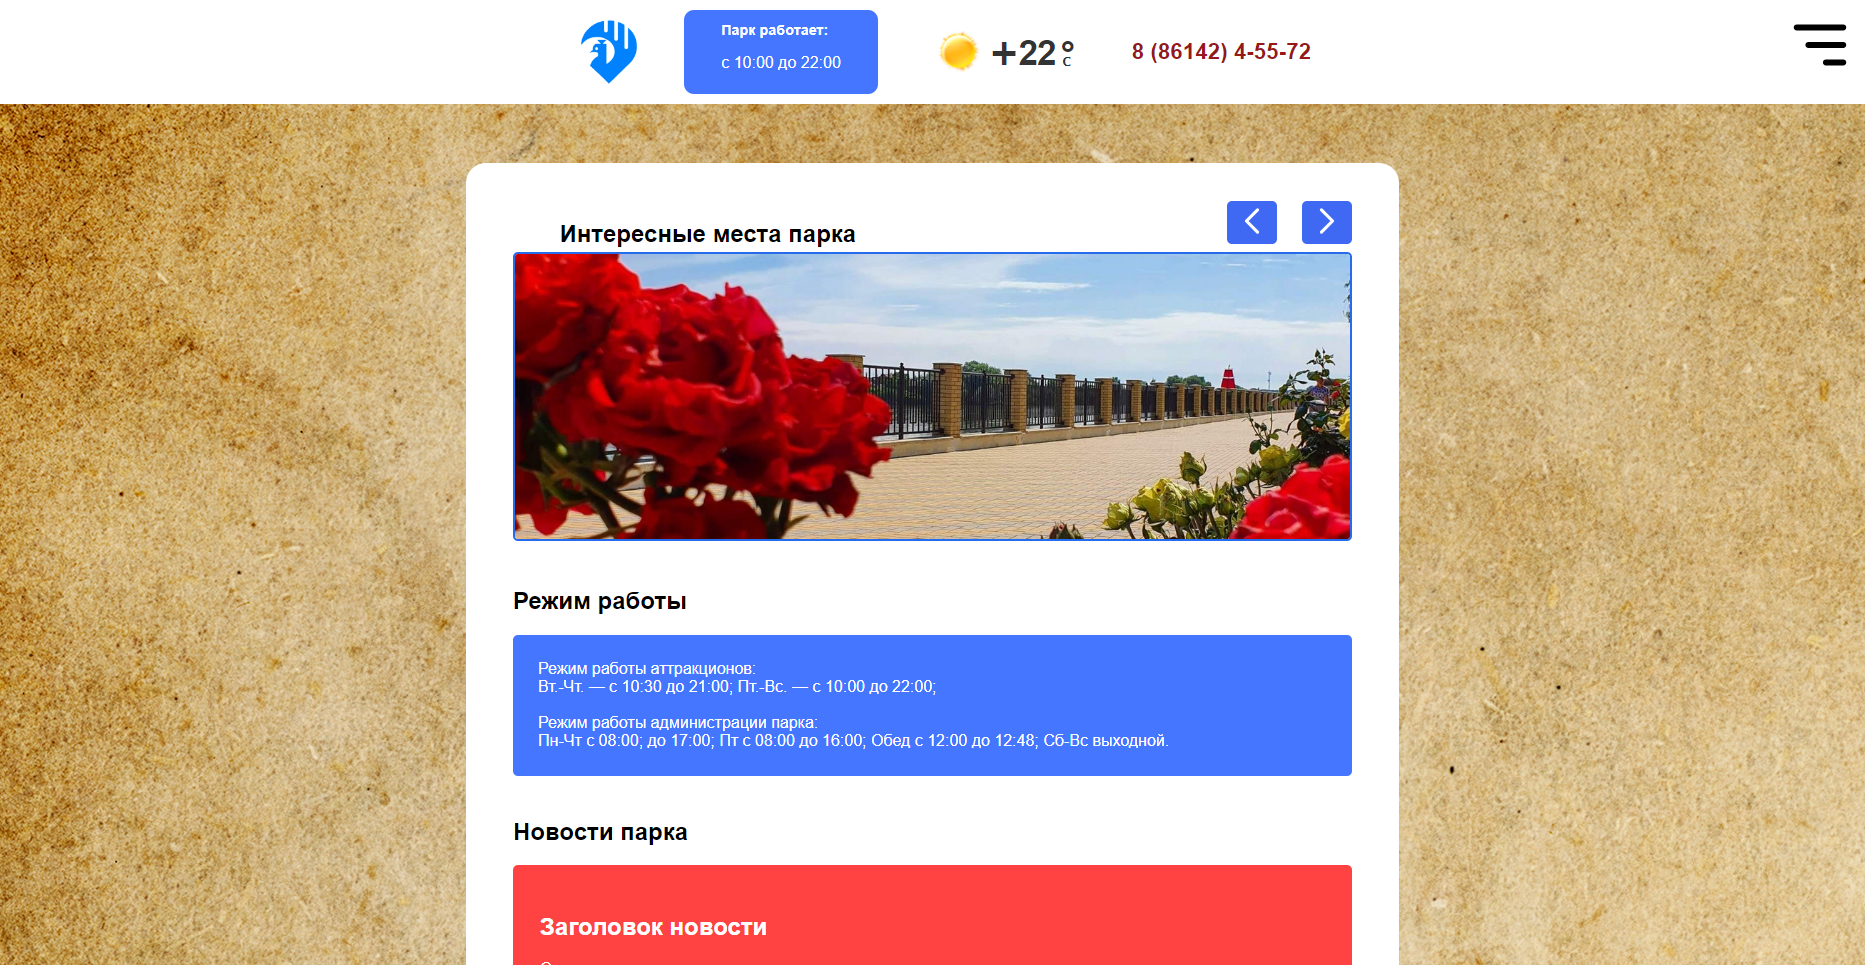 Парк работает:
с 10:00 до 22:00
+22 °C
8 (86142) 4-55-72
Интересные места парка
Режим работы
Режим работы аттракционов:
Вт.-Чт. — с 10:30 до 21:00; Пт.-Вс. — с 10:00 до 22:00;
Режим работы администрации парка:
Пн-Чт с 08:00; до 17:00; Пт с 08:00 до 16:00; Обед с 12:00 до 12:48; Сб-Вс выходной.
Новости парка
Заголовок новости